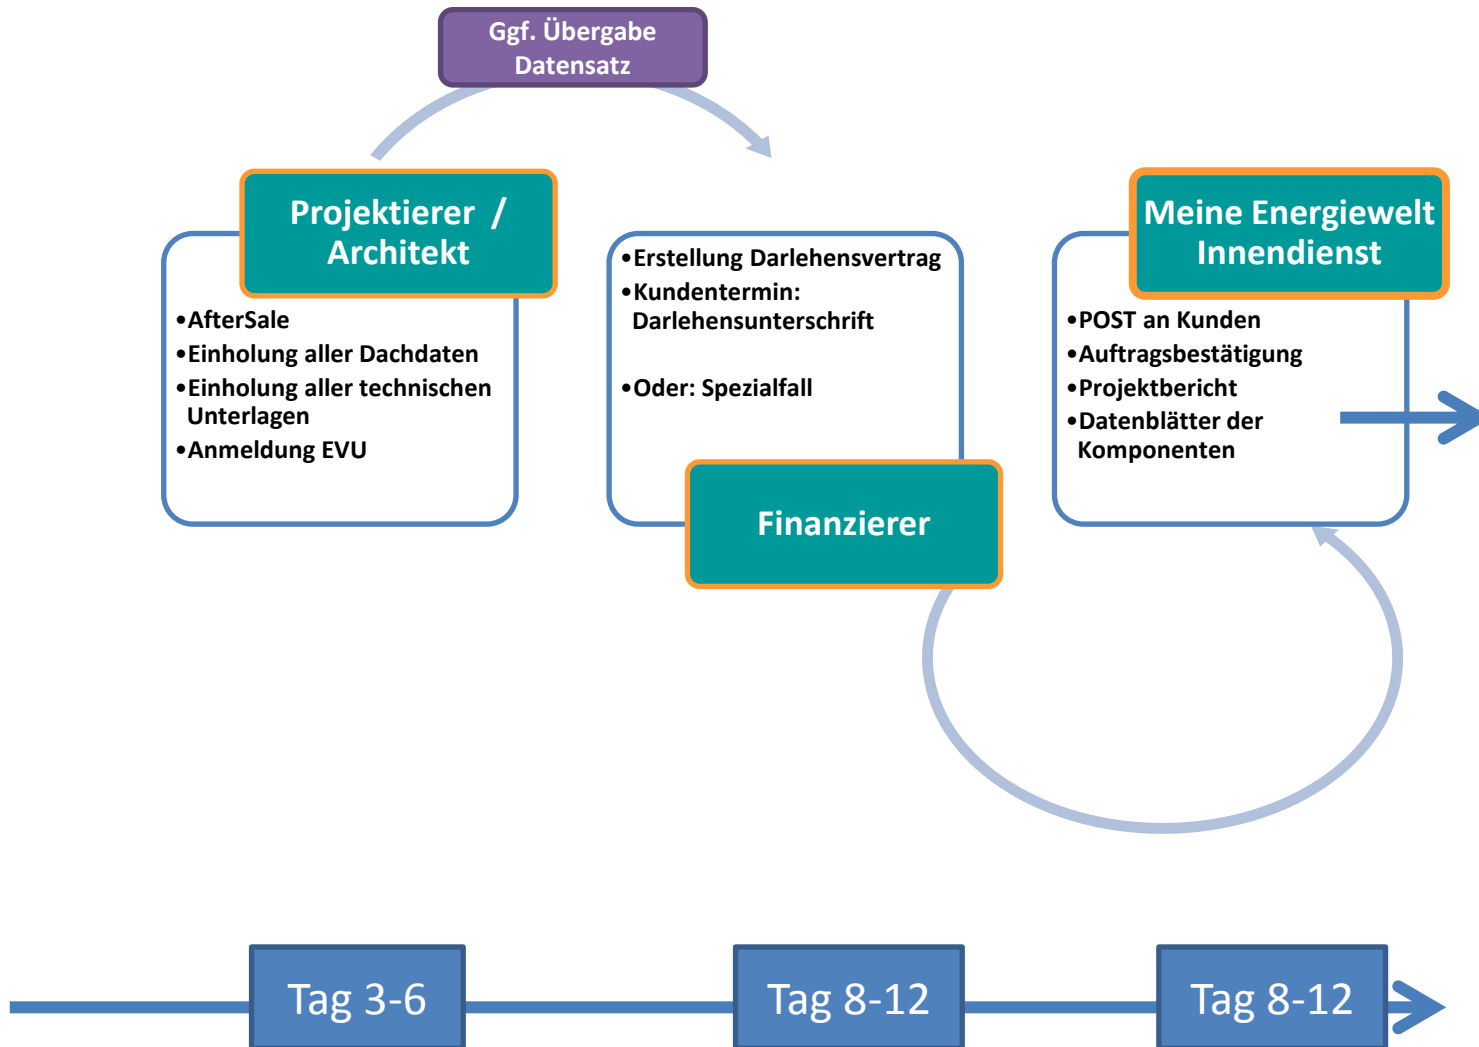 Ggf. Übergabe
Datensatz
Projektierer /
Architekt
•AfterSale
•Einholung aller Dachdaten
•Einholung aller technischen
Unterlagen
•Anmeldung EVU
•Erstellung Darlehensvertrag
•Kundentermin:
Darlehensunterschrift
•Oder: Spezialfall
Finanzierer
Meine Energiewelt
Innendienst
•POST an Kunden
•Auftragsbestätigung
•Projektbericht
•Datenblätter der
Komponenten
Tag 3-6
Tag 8-12
Tag 8-12